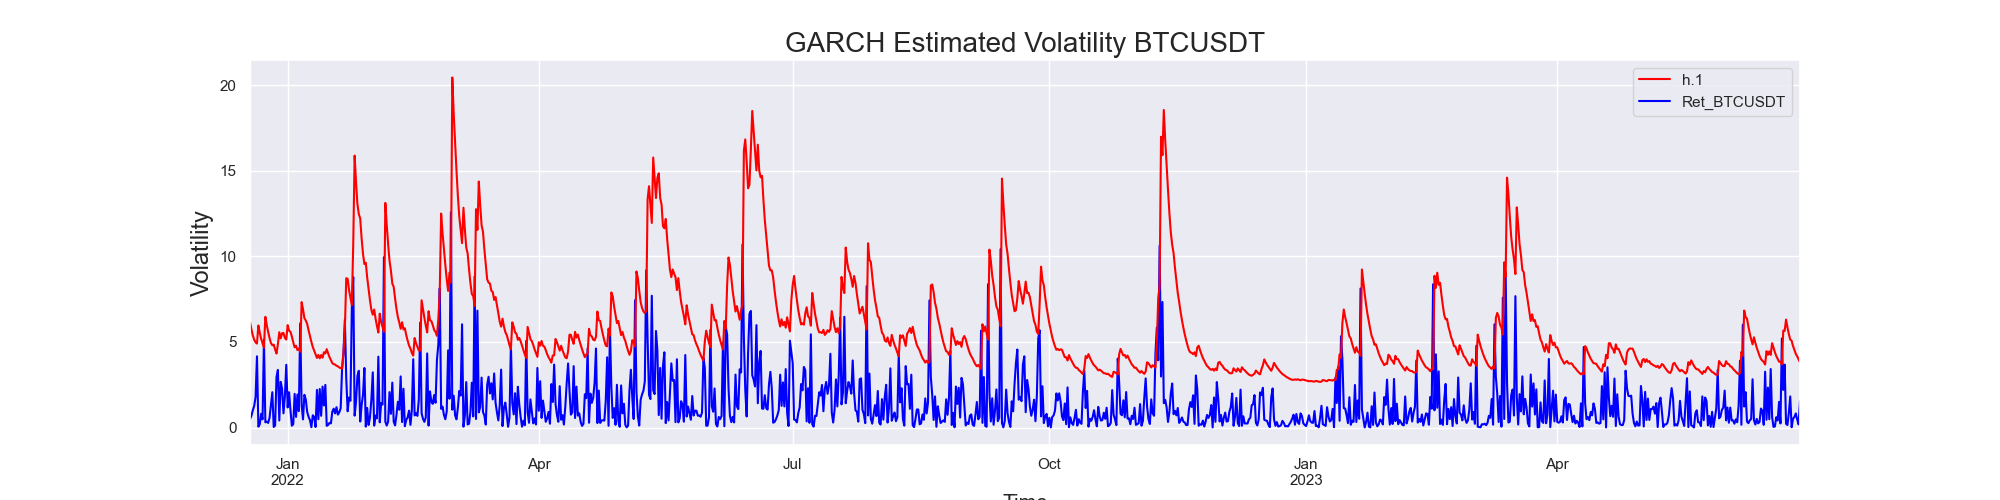 GARCH Estimated Volatility BTCUSDT
h.1
Ret_BTCUSDT
Volatility
20
15
10
5
0
Jan
2022
Apr
Jul
Oct
Jan
2023
Apr
Time